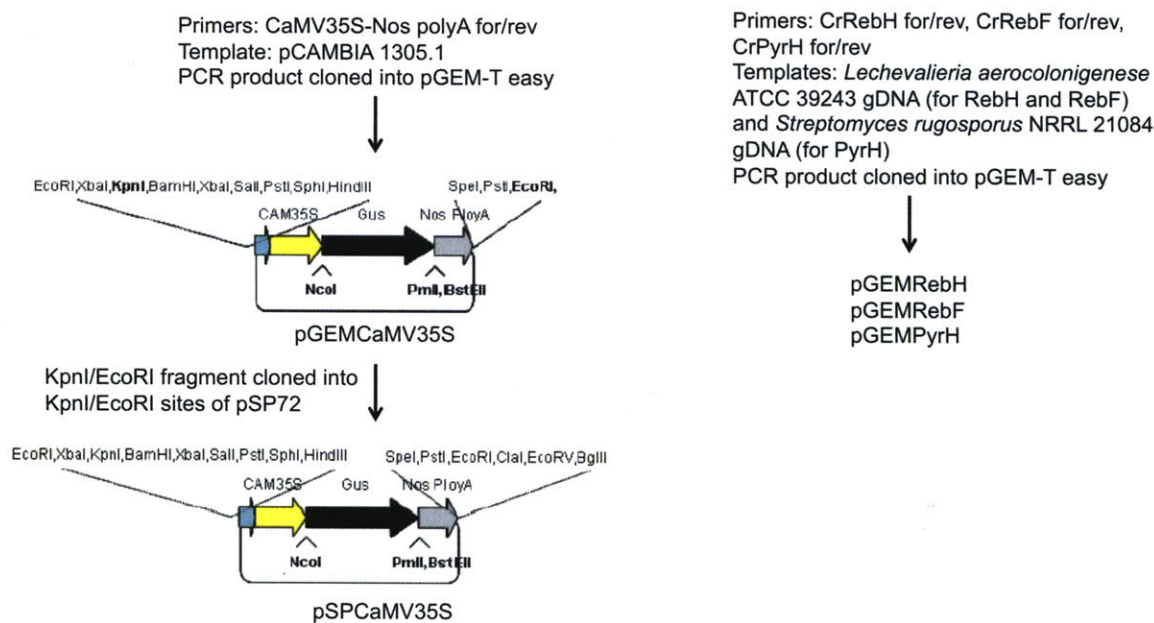 Primers: CaMV35S-Nos polyA for/rev
Template: pCAMBIA 1305.1
PCR product cloned into pGEM-T easy
EcoRI,XbaI,KpnI,BamHI,XbaI,SalI,PstI,SphI,HindIII
SpeI,PstI,EcoRI,
CAM35S Gus Nos PloyA
NcoI PmlI,BstEII
pGEMCaMV35S
KpnI/EcoRI fragment cloned into
KpnI/EcoRI sites of pSP72
EcoRI,XbaI,KpnI,BamHI,XbaI,SalI,PstI,SphI,HindIII
SpeI,PstI,EcoRI,ClaI,EcoRV,BglII
CAM35S Gus Nos PloyA
NcoI PmlI,BstEII
pSPCaMV35S
Primers: CrRebH for/rev, CrRebF for/rev,
CrPyrH for/rev
Templates: Lechevalieria aerocolonigenese
ATCC 39243 gDNA (for RebH and RebF)
and Streptomyces rugosporus NRRL 21084
gDNA (for PyrH)
PCR product cloned into pGEM-T easy
pGEMRebH
pGEMRebF
pGEMPyrH